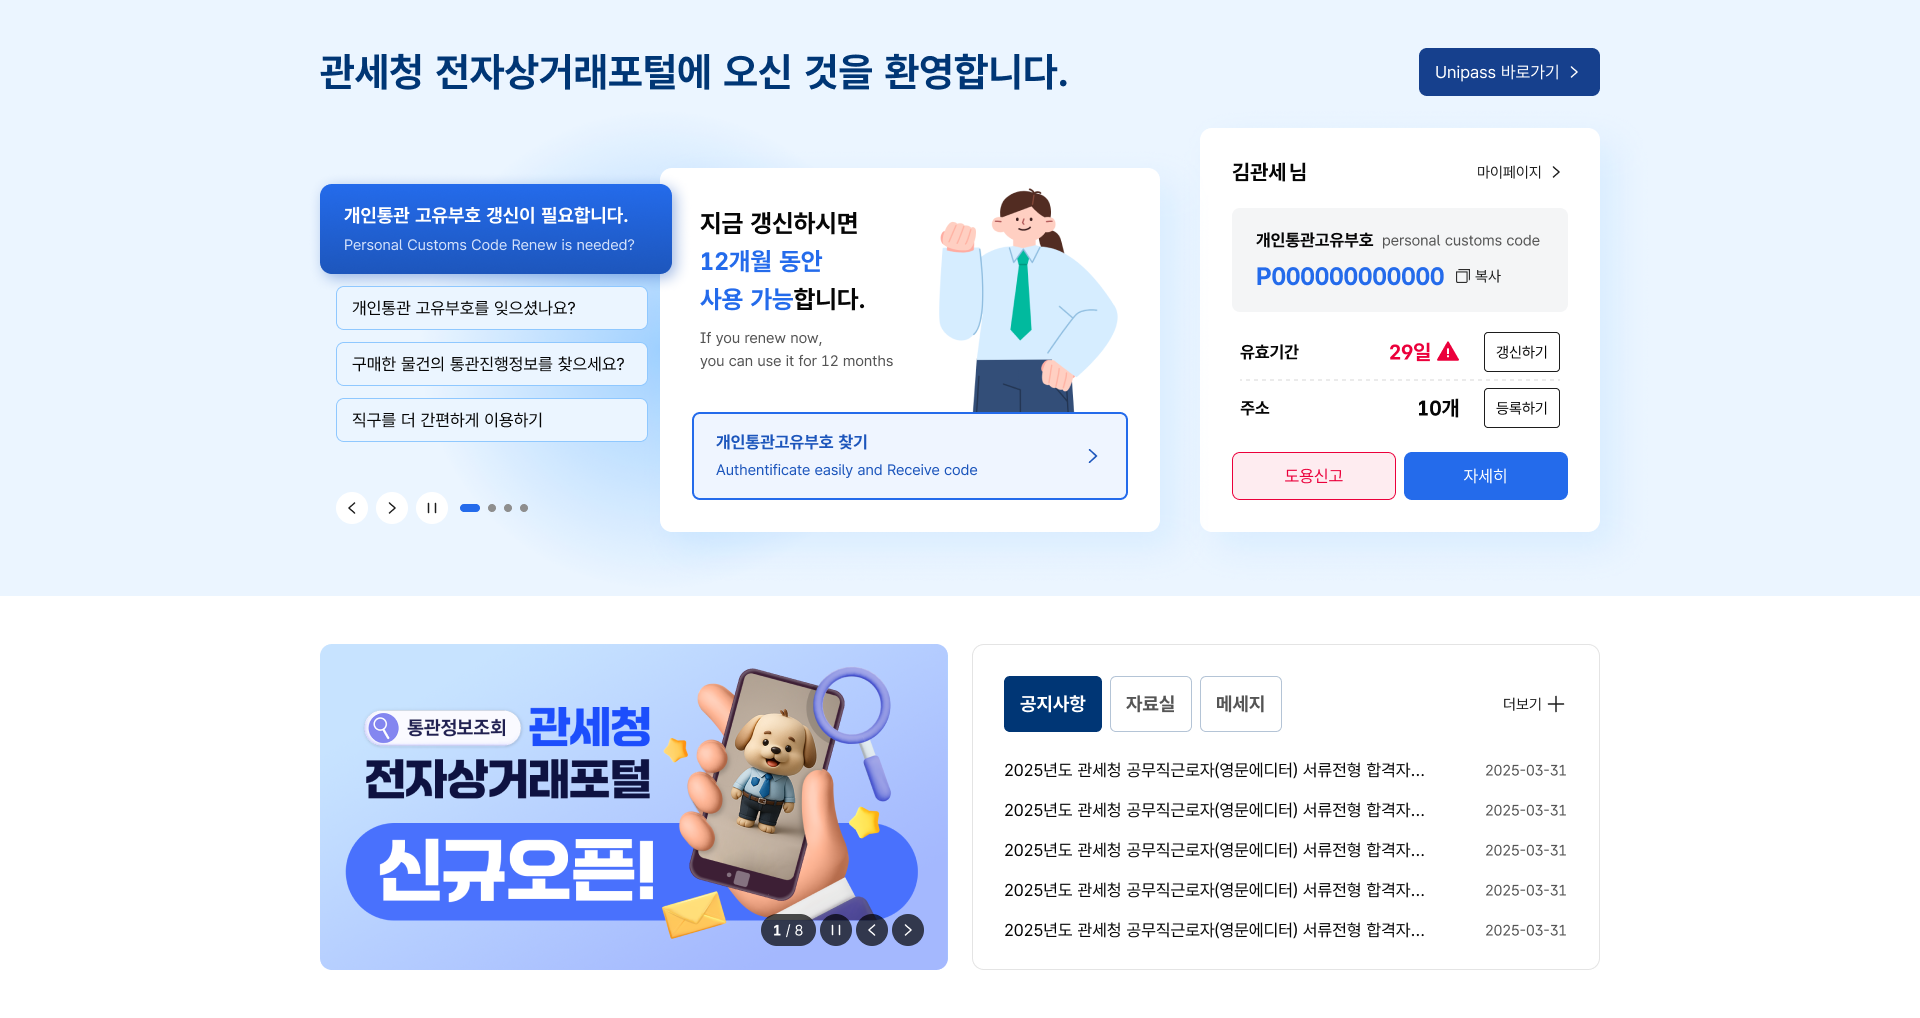 관세청 전자상거래포털에 오신 것을 환영합니다.
Unipass 바로가기
개인통관 고유부호 갱신이 필요합니다.
Personal Customs Code Renew is needed?
개인통관 고유부호를 잊으셨나요?
구매한 물건의 통관진행정보를 찾으세요?
직구를 더 간편하게 이용하기
지금 갱신하시면
12개월 동안
사용 가능합니다.
If you renew now,
you can use it for 12 months
개인통관고유부호 찾기
Authentificate easily and Receive code
김관세 님
마이페이지
개인통관고유부호 personal customs code
P000000000000 복사
유효기간 29일 갱신하기
주소 10개 등록하기
도용신고 자세히
통관정보조회 관세청
전자상거래포털
신규오픈!
1 / 8
공지사항 자료실 메세지 더보기
2025년도 관세청 공무직근로자(영문에디터) 서류전형 합격자... 2025-03-31
2025년도 관세청 공무직근로자(영문에디터) 서류전형 합격자... 2025-03-31
2025년도 관세청 공무직근로자(영문에디터) 서류전형 합격자... 2025-03-31
2025년도 관세청 공무직근로자(영문에디터) 서류전형 합격자... 2025-03-31
2025년도 관세청 공무직근로자(영문에디터) 서류전형 합격자... 2025-03-31